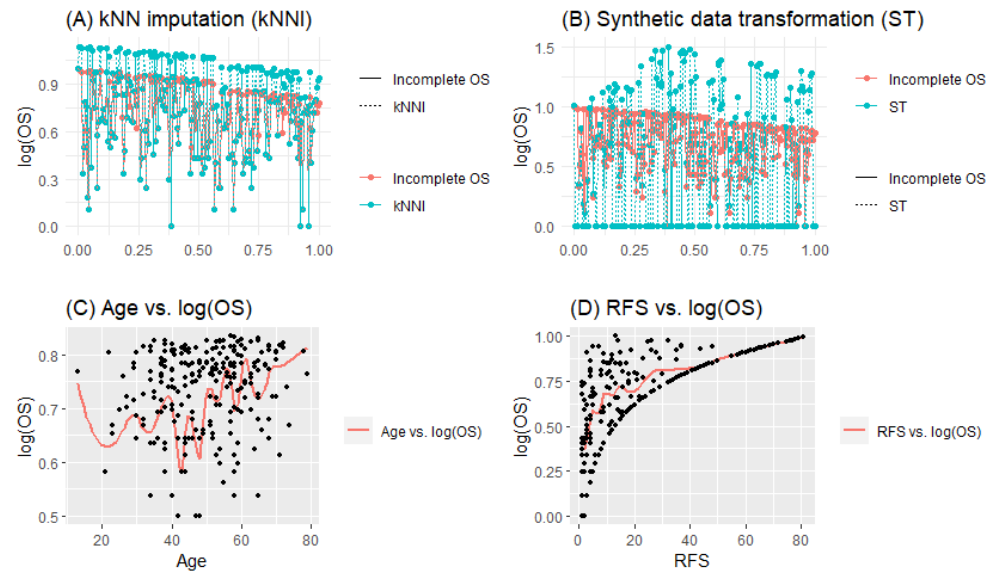 (A) kNN imputation (kNNI)
log(OS)
0.9
0.6
0.3
0.0
0.00
0.25
0.50
0.75
1.00
Incomplete OS
kNNI
Incomplete OS
kNNI
(B) Synthetic data transformation (ST)
log(OS)
1.5
1.0
0.5
0.0
0.00
0.25
0.50
0.75
1.00
Incomplete OS
ST
Incomplete OS
ST
(C) Age vs. log(OS)
log(OS)
0.8
0.7
0.6
0.5
20
40
60
80
Age
Age vs. log(OS)
(D) RFS vs. log(OS)
log(OS)
1.00
0.75
0.50
0.25
0.00
0
20
40
60
80
RFS
RFS vs. log(OS)